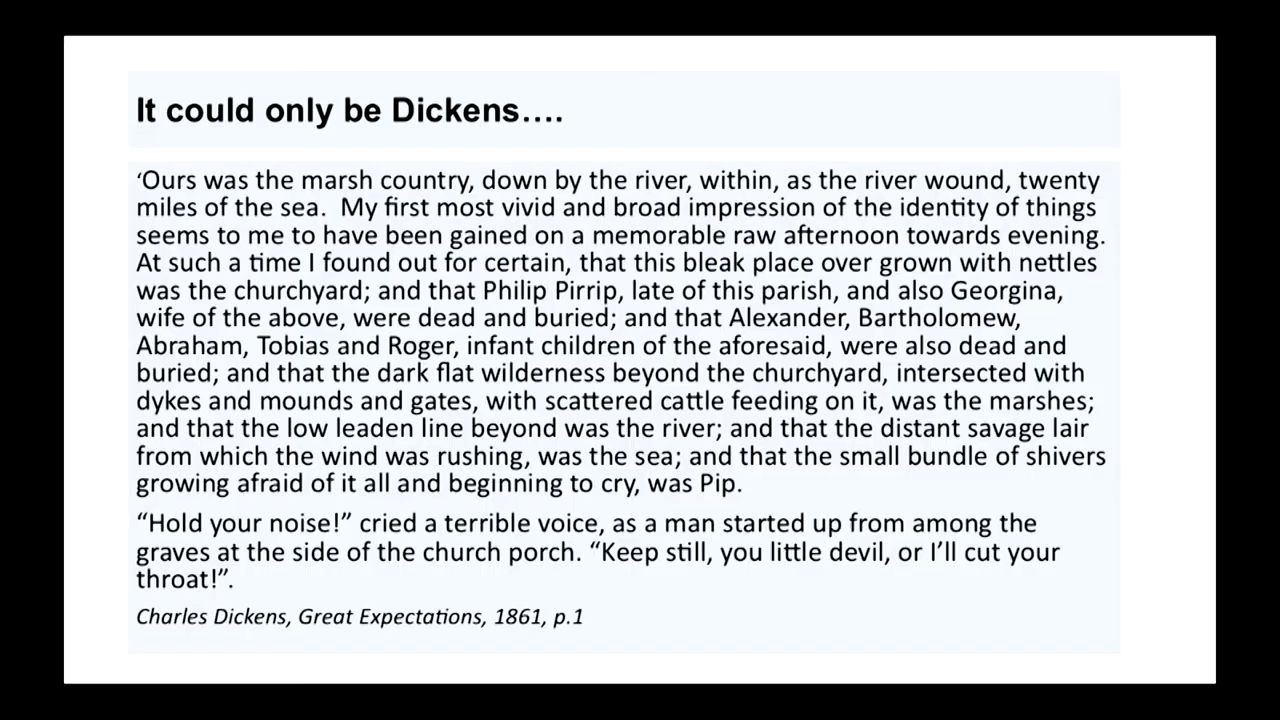 It could only be Dickens….
‘Ours was the marsh country, down by the river, within, as the river wound, twenty
miles of the sea.  My first most vivid and broad impression of the identity of things
seems to me to have been gained on a memorable raw afternoon towards evening.
At such a time I found out for certain, that this bleak place over grown with nettles
was the churchyard; and that Philip Pirrip, late of this parish, and also Georgina,
wife of the above, were dead and buried; and that Alexander, Bartholomew,
Abraham, Tobias and Roger, infant children of the aforesaid, were also dead and
buried; and that the dark flat wilderness beyond the churchyard, intersected with
dykes and mounds and gates, with scattered cattle feeding on it, was the marshes;
and that the low leaden line beyond was the river; and that the distant savage lair
from which the wind was rushing, was the sea; and that the small bundle of shivers
growing afraid of it all and beginning to cry, was Pip.
“Hold your noise!” cried a terrible voice, as a man started up from among the
graves at the side of the church porch. “Keep still, you little devil, or I’ll cut your
throat!”.
Charles Dickens, Great Expectations, 1861, p.1